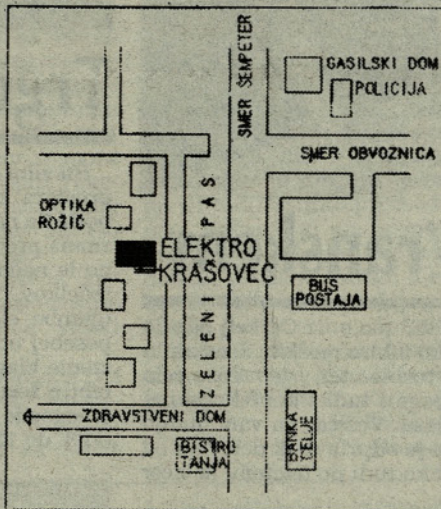 SMER ŠEMPETER
GASILSKI DOM
POLICIJA
SMER OBVOZNICA
OPTIKA
ROŽIČ
ZELENI PAS
ELEKTRO
KRAŠOVEC
BUS
POSTAJA
ZDRAVSTVENI DOM
BISTRO
TANJA
BANKA
CELJE